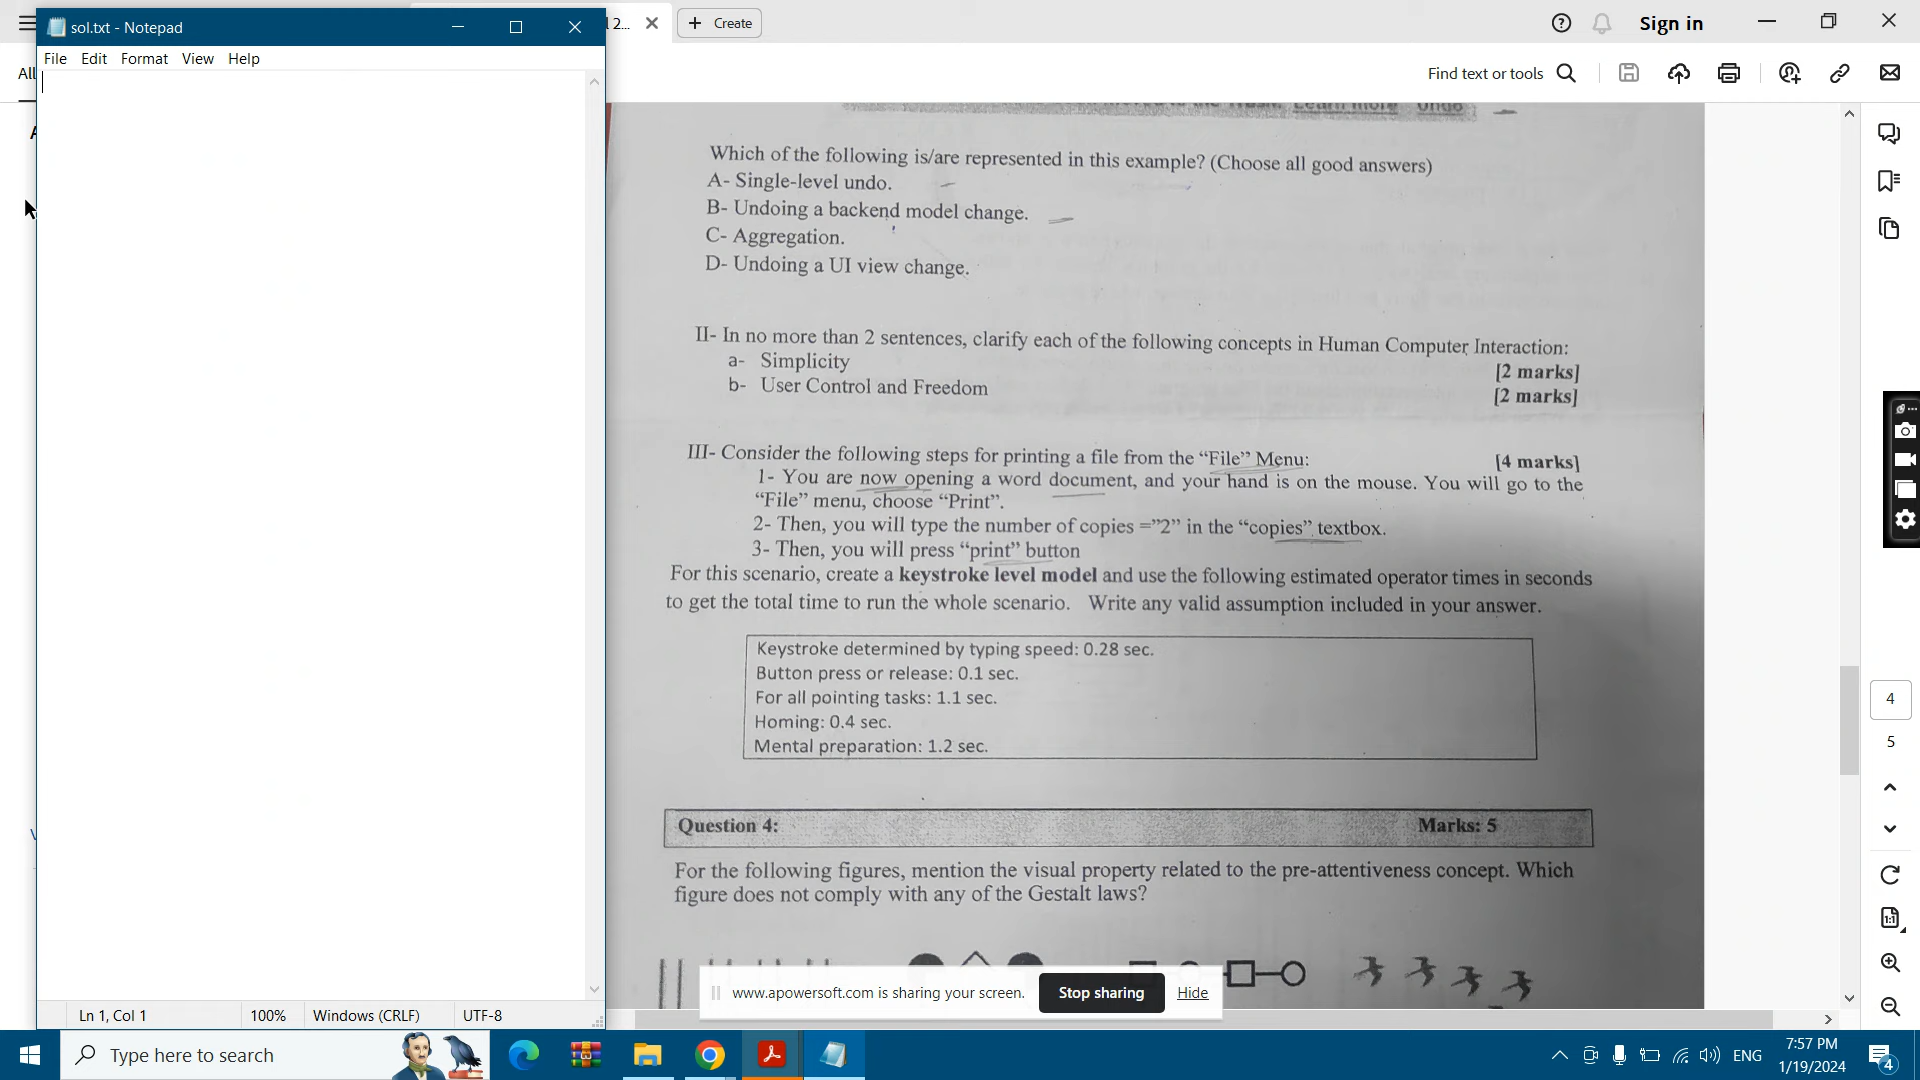 sol.txt - Notepad
2...
Create
Sign in
File Edit Format View Help
All
Find text or tools
Learn more Undo
Which of the following is/are represented in this example? (Choose all good answers)
A- Single-level undo.
B- Undoing a backend model change.
C- Aggregation.
D- Undoing a UI view change.
II- In no more than 2 sentences, clarify each of the following concepts in Human Computer Interaction:
a- Simplicity [2 marks]
b- User Control and Freedom [2 marks]
III- Consider the following steps for printing a file from the “File” Menu: [4 marks]
1- You are now opening a word document, and your hand is on the mouse. You will go to the
“File” menu, choose “Print”.
2- Then, you will type the number of copies =”2” in the “copies” textbox.
3- Then, you will press “print” button
For this scenario, create a keystroke level model and use the following estimated operator times in seconds
to get the total time to run the whole scenario. Write any valid assumption included in your answer.
Keystroke determined by typing speed: 0.28 sec.
Button press or release: 0.1 sec.
For all pointing tasks: 1.1 sec.
Homing: 0.4 sec.
Mental preparation: 1.2 sec.
4
5
Question 4: Marks: 5
For the following figures, mention the visual property related to the pre-attentiveness concept. Which
figure does not comply with any of the Gestalt laws?
www.apowersoft.com is sharing your screen. Stop sharing Hide
Ln 1, Col 1 100% Windows (CRLF) UTF-8
Type here to search
ENG
7:57 PM
1/19/2024
4